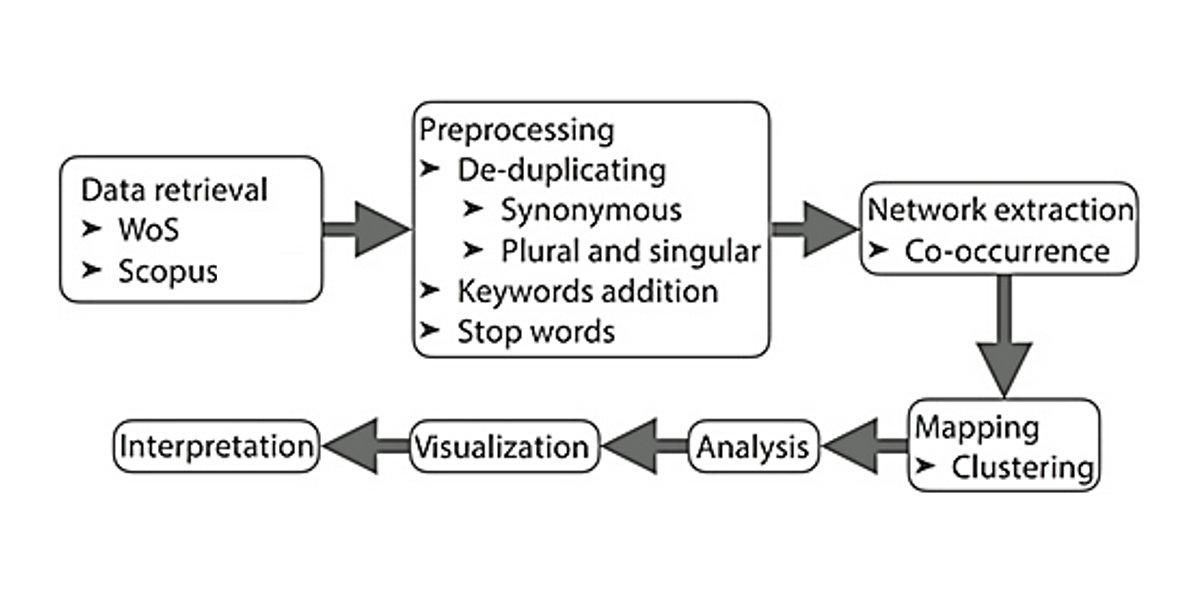 Data retrieval
➤ WoS
➤ Scopus
Preprocessing
➤ De-duplicating
➤ Synonymous
➤ Plural and singular
➤ Keywords addition
➤ Stop words
Network extraction
➤ Co-occurrence
Mapping
➤ Clustering
Analysis
Visualization
Interpretation